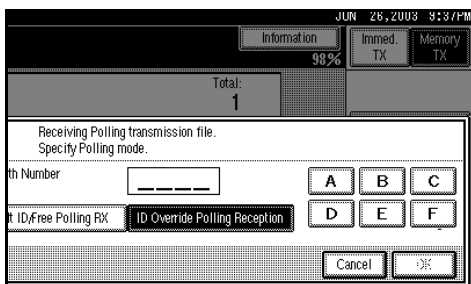 JUN 26,2003 9:37PM
Information
98%
Immed. TX
Memory TX
Total:
1
Receiving Polling transmission file.
Specify Polling mode.
th Number
_ _ _ _
A B C
t ID/Free Polling RX
ID Override Polling Reception
D E F
Cancel
OK